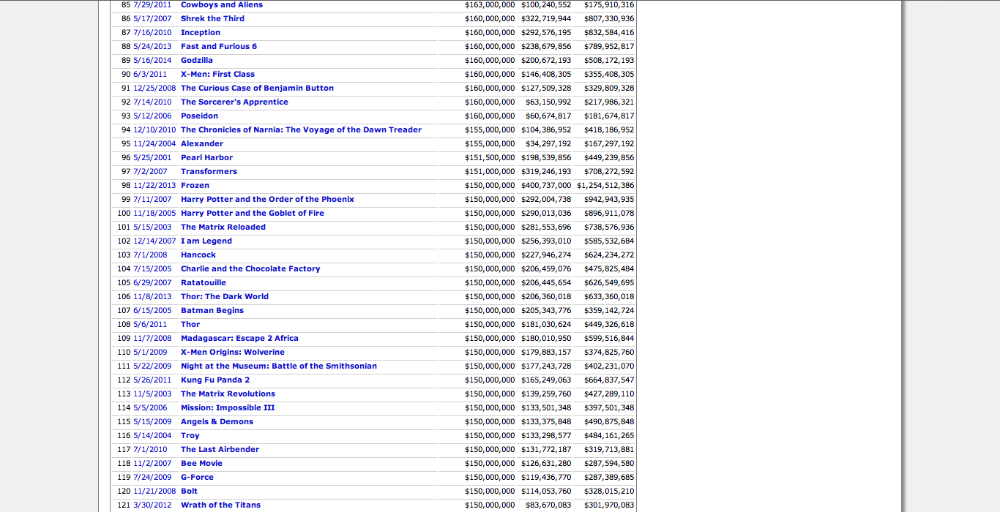 85 7/29/2011 Cowboys and Aliens $163,000,000 $100,240,552 $175,910,316
86 5/17/2007 Shrek the Third $160,000,000 $322,719,944 $807,330,936
87 7/16/2010 Inception $160,000,000 $292,576,195 $832,584,416
88 5/24/2013 Fast and Furious 6 $160,000,000 $238,679,856 $789,952,817
89 5/16/2014 Godzilla $160,000,000 $200,672,193 $508,172,193
90 6/3/2011 X-Men: First Class $160,000,000 $146,408,305 $355,408,305
91 12/25/2008 The Curious Case of Benjamin Button $160,000,000 $127,509,328 $329,809,328
92 7/14/2010 The Sorcerer's Apprentice $160,000,000 $63,150,992 $217,986,321
93 5/12/2006 Poseidon $160,000,000 $60,674,817 $181,674,817
94 12/10/2010 The Chronicles of Narnia: The Voyage of the Dawn Treader $155,000,000 $104,386,952 $418,186,952
95 11/24/2004 Alexander $155,000,000 $34,297,192 $167,297,192
96 5/25/2001 Pearl Harbor $151,500,000 $198,539,856 $449,239,856
97 7/2/2007 Transformers $151,000,000 $319,246,193 $708,272,592
98 11/22/2013 Frozen $150,000,000 $400,737,000 $1,254,512,386
99 7/11/2007 Harry Potter and the Order of the Phoenix $150,000,000 $292,004,738 $942,943,935
100 11/18/2005 Harry Potter and the Goblet of Fire $150,000,000 $290,013,036 $896,911,078
101 5/15/2003 The Matrix Reloaded $150,000,000 $281,553,696 $738,576,936
102 12/14/2007 I am Legend $150,000,000 $256,393,010 $585,532,684
103 7/1/2008 Hancock $150,000,000 $227,946,274 $624,234,272
104 7/15/2005 Charlie and the Chocolate Factory $150,000,000 $206,459,076 $475,825,484
105 6/29/2007 Ratatouille $150,000,000 $206,445,654 $626,549,695
106 11/8/2013 Thor: The Dark World $150,000,000 $206,360,018 $633,360,018
107 6/15/2005 Batman Begins $150,000,000 $205,343,776 $359,142,724
108 5/6/2011 Thor $150,000,000 $181,030,624 $449,326,618
109 11/7/2008 Madagascar: Escape 2 Africa $150,000,000 $180,010,950 $599,516,844
110 5/1/2009 X-Men Origins: Wolverine $150,000,000 $179,883,157 $374,825,760
111 5/22/2009 Night at the Museum: Battle of the Smithsonian $150,000,000 $177,243,728 $402,231,070
112 5/26/2011 Kung Fu Panda 2 $150,000,000 $165,249,063 $664,837,547
113 11/5/2003 The Matrix Revolutions $150,000,000 $139,259,760 $427,289,110
114 5/5/2006 Mission: Impossible III $150,000,000 $133,501,348 $397,501,348
115 5/15/2009 Angels & Demons $150,000,000 $133,375,848 $490,875,848
116 5/14/2004 Troy $150,000,000 $133,298,577 $484,161,265
117 7/1/2010 The Last Airbender $150,000,000 $131,772,187 $319,713,881
118 11/2/2007 Bee Movie $150,000,000 $126,631,280 $287,594,580
119 7/24/2009 G-Force $150,000,000 $119,436,770 $287,389,685
120 11/21/2008 Bolt $150,000,000 $114,053,760 $328,015,210
121 3/30/2012 Wrath of the Titans $150,000,000 $83,670,083 $301,970,083